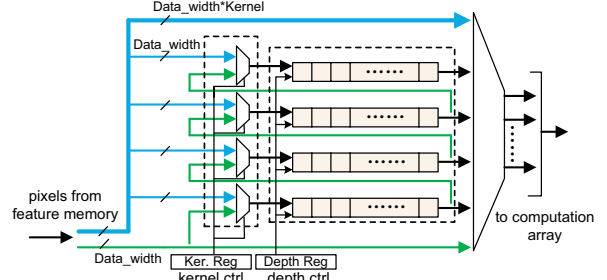 Data_width*Kernel
Data_width
pixels from
feature memory
Data_width
Ker. Reg
kernel ctrl
Depth Reg
depth ctrl
to computation
array